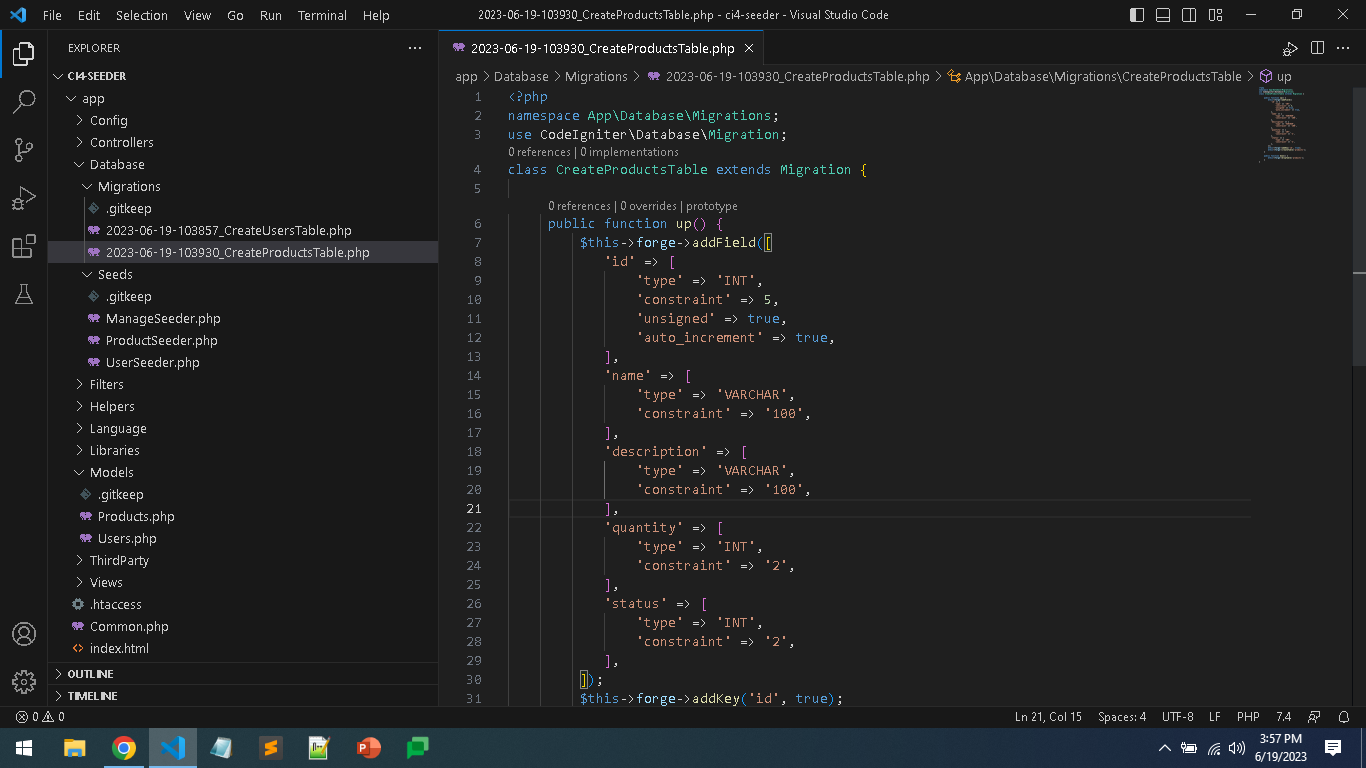 File Edit Selection View Go Run Terminal Help
2023-06-19-103930_CreateProductsTable.php - ci4-seeder - Visual Studio Code
EXPLORER
CI4-SEEDER
app
Config
Controllers
Database
Migrations
.gitkeep
2023-06-19-103857_CreateUsersTable.php
2023-06-19-103930_CreateProductsTable.php
Seeds
.gitkeep
ManageSeeder.php
ProductSeeder.php
UserSeeder.php
Filters
Helpers
Language
Libraries
Models
.gitkeep
Products.php
Users.php
ThirdParty
Views
.htaccess
Common.php
index.html
OUTLINE
TIMELINE
2023-06-19-103930_CreateProductsTable.php
app > Database > Migrations > 2023-06-19-103930_CreateProductsTable.php > App\Database\Migrations\CreateProductsTable > up
1 <?php
2 namespace App\Database\Migrations;
3 use CodeIgniter\Database\Migration;
0 references | 0 implementations
4 class CreateProductsTable extends Migration {
5
0 references | 0 overrides | prototype
6 public function up() {
7 $this->forge->addField([
8 'id' => [
9 'type' => 'INT',
10 'constraint' => 5,
11 'unsigned' => true,
12 'auto_increment' => true,
13 ],
14 'name' => [
15 'type' => 'VARCHAR',
16 'constraint' => '100',
17 ],
18 'description' => [
19 'type' => 'VARCHAR',
20 'constraint' => '100',
21 ],
22 'quantity' => [
23 'type' => 'INT',
24 'constraint' => '2',
25 ],
26 'status' => [
27 'type' => 'INT',
28 'constraint' => '2',
29 ],
30 ]);
31 $this->forge->addKey('id', true);
0 0
Ln 21, Col 15 Spaces: 4 UTF-8 LF PHP 7.4
3:57 PM
6/19/2023